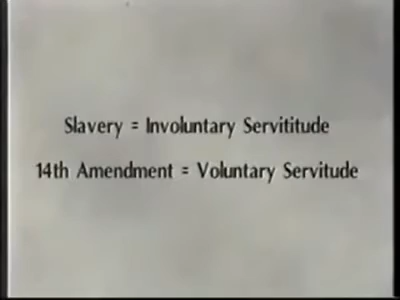 Slavery = Involuntary Servititude
14th Amendment = Voluntary Servitude